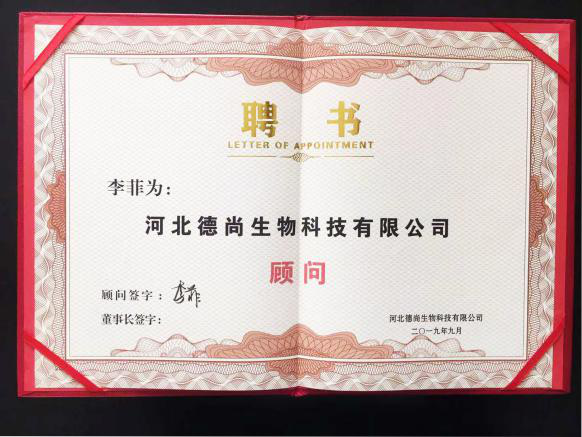 聘书
LETTER OF APPOINTMENT
李菲为：
河北德尚生物科技有限公司
顾问
顾问签字：李菲
董事长签字：
河北德尚生物科技有限公司
二〇一九年九月